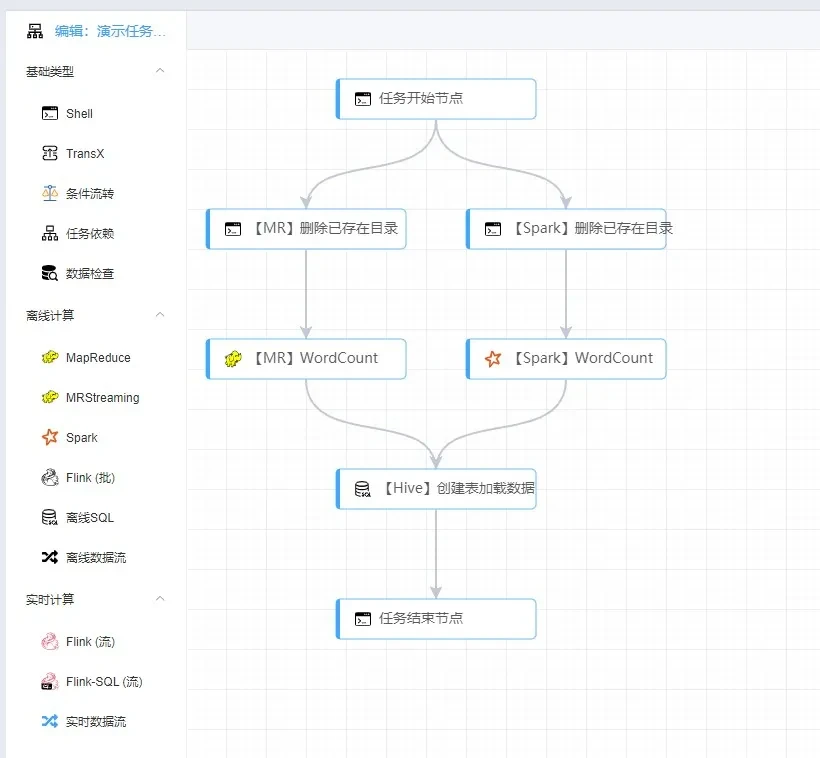 编辑：演示任务...
基础类型
Shell
TransX
条件流转
任务依赖
数据检查
离线计算
MapReduce
MRStreaming
Spark
Flink (批)
离线SQL
离线数据流
实时计算
Flink (流)
Flink-SQL (流)
实时数据流
任务开始节点
【MR】删除已存在目录
【Spark】删除已存在目录
【MR】WordCount
【Spark】WordCount
【Hive】创建表加载数据
任务结束节点